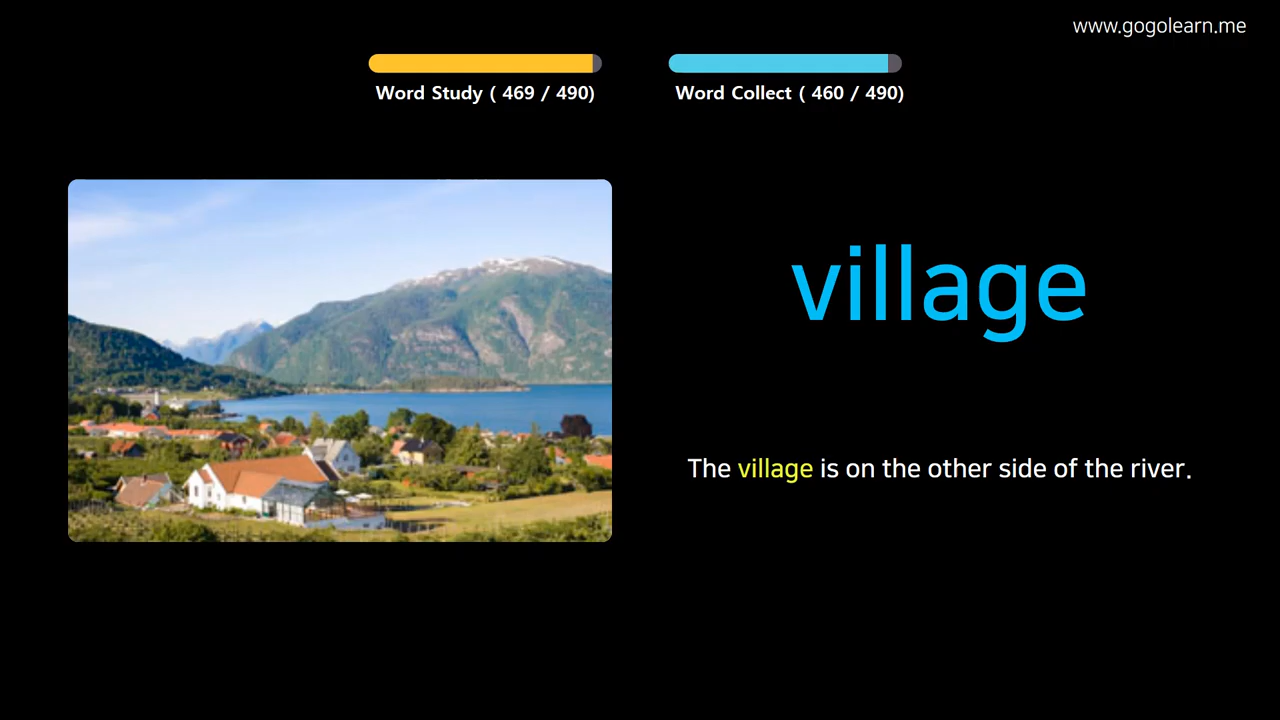 www.gogolearn.me
Word Study ( 469 / 490)
Word Collect ( 460 / 490)
village
The village is on the other side of the river.